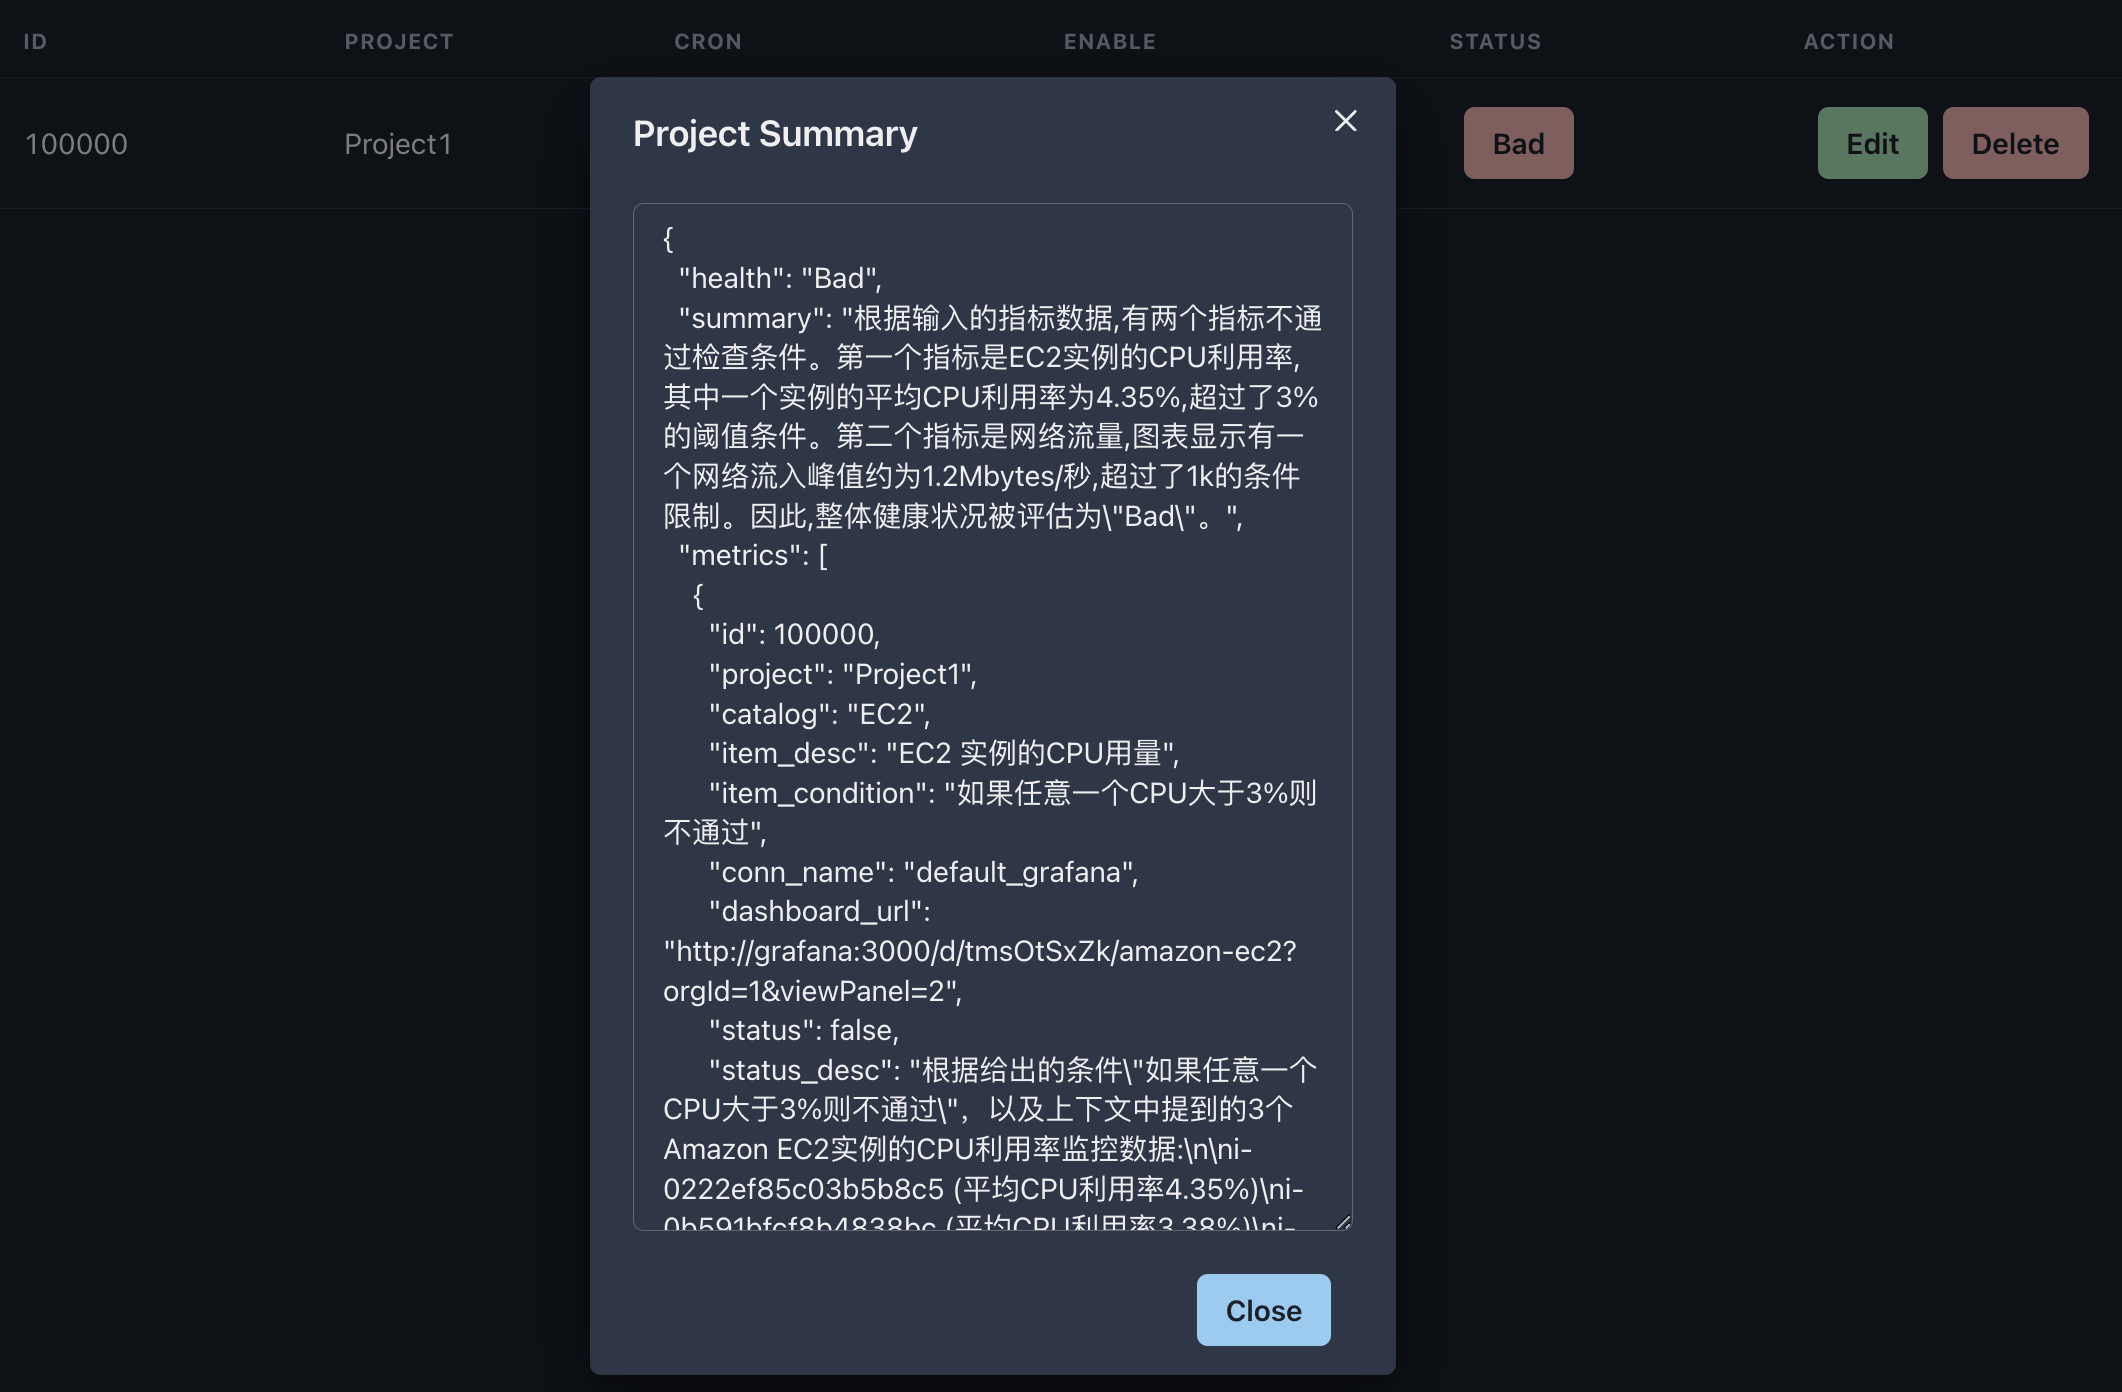 ID PROJECT CRON ENABLE STATUS ACTION
100000 Project1 Bad Edit Delete
Project Summary
{
"health": "Bad",
"summary": "根据输入的指标数据,有两个指标不通
过检查条件。第一个指标是EC2实例的CPU利用率,
其中一个实例的平均CPU利用率为4.35%,超过了3%
的阈值条件。第二个指标是网络流量,图表显示有一
个网络流入峰值约为1.2Mbytes/秒,超过了1k的条件
限制。因此,整体健康状况被评估为\"Bad\"。",
"metrics": [
{
"id": 100000,
"project": "Project1",
"catalog": "EC2",
"item_desc": "EC2 实例的CPU用量",
"item_condition": "如果任意一个CPU大于3%则
不通过",
"conn_name": "default_grafana",
"dashboard_url":
"http://grafana:3000/d/tmsOtSxZk/amazon-ec2?
orgId=1&viewPanel=2",
"status": false,
"status_desc": "根据给出的条件\"如果任意一个
CPU大于3%则不通过\"，以及上下文中提到的3个
Amazon EC2实例的CPU利用率监控数据:\n\ni-
0222ef85c03b5b8c5 (平均CPU利用率4.35%)\ni-
0b591bfcf8b4838bc (平均CPU利用率3.38%)\ni-
Close